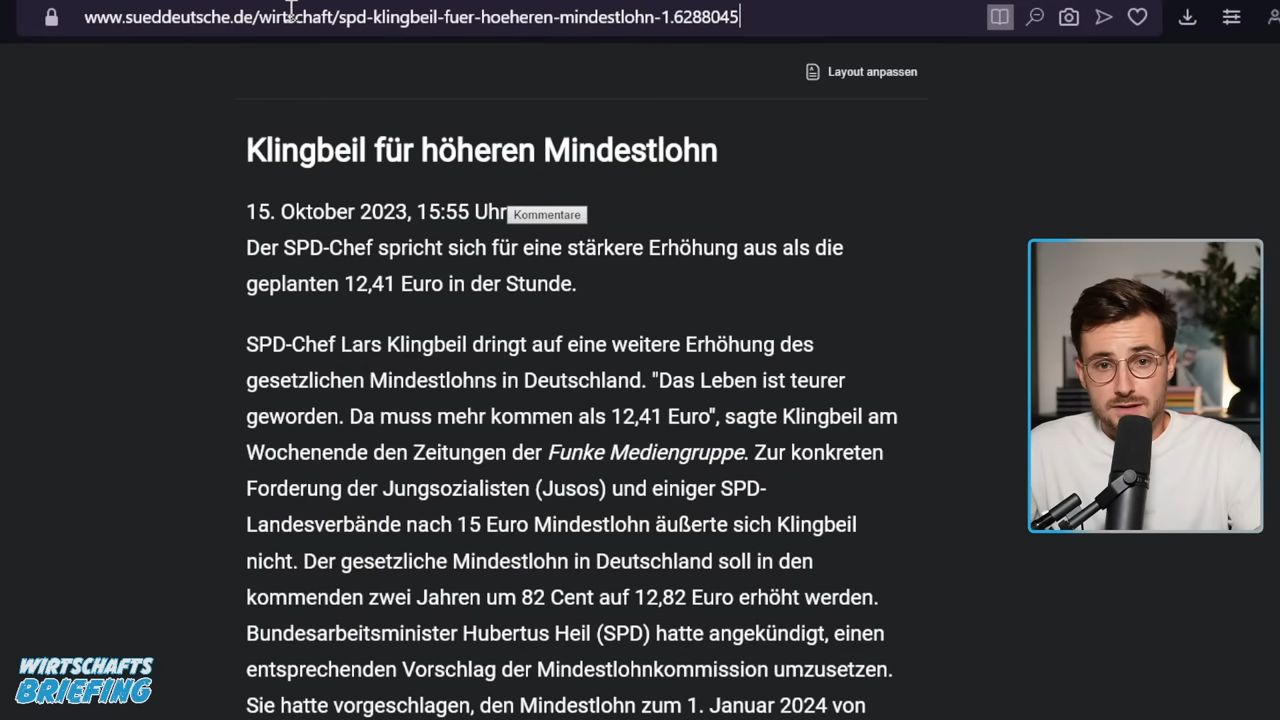 www.sueddeutsche.de/wirtschaft/spd-klingbeil-fuer-hoeheren-mindestlohn-1.6288045
Layout anpassen
Klingbeil für höheren Mindestlohn
15. Oktober 2023, 15:55 Uhr Kommentare
Der SPD-Chef spricht sich für eine stärkere Erhöhung aus als die
geplanten 12,41 Euro in der Stunde.
SPD-Chef Lars Klingbeil dringt auf eine weitere Erhöhung des
gesetzlichen Mindestlohns in Deutschland. "Das Leben ist teurer
geworden. Da muss mehr kommen als 12,41 Euro", sagte Klingbeil am
Wochenende den Zeitungen der Funke Mediengruppe. Zur konkreten
Forderung der Jungsozialisten (Jusos) und einiger SPD-
Landesverbände nach 15 Euro Mindestlohn äußerte sich Klingbeil
nicht. Der gesetzliche Mindestlohn in Deutschland soll in den
kommenden zwei Jahren um 82 Cent auf 12,82 Euro erhöht werden.
Bundesarbeitsminister Hubertus Heil (SPD) hatte angekündigt, einen
entsprechenden Vorschlag der Mindestlohnkommission umzusetzen.
Sie hatte vorgeschlagen, den Mindestlohn zum 1. Januar 2024 von
WIRTSCHAFTS
BRIEFING